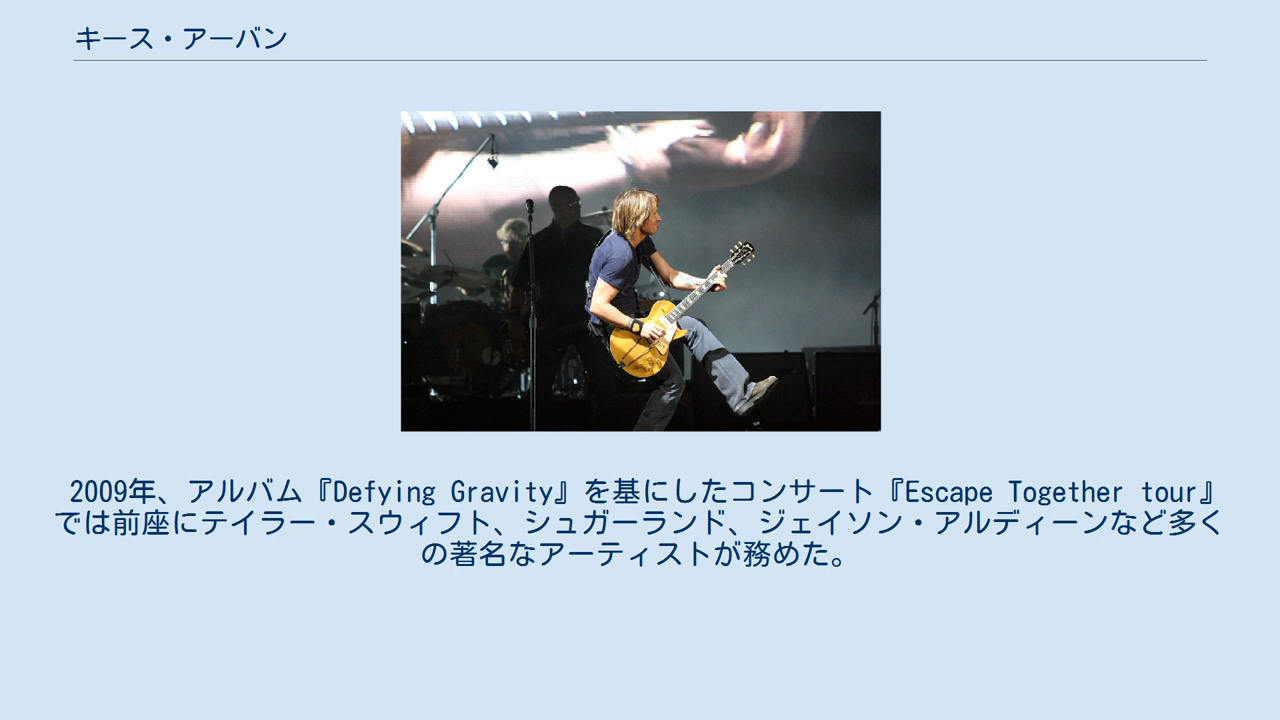 キース・アーバン
2009年、アルバム『Defying Gravity』を基にしたコンサート『Escape Together tour』
では前座にテイラー・スウィフト、シュガーランド、ジェイソン・アルディーンなど多く
の著名なアーティストが務めた。